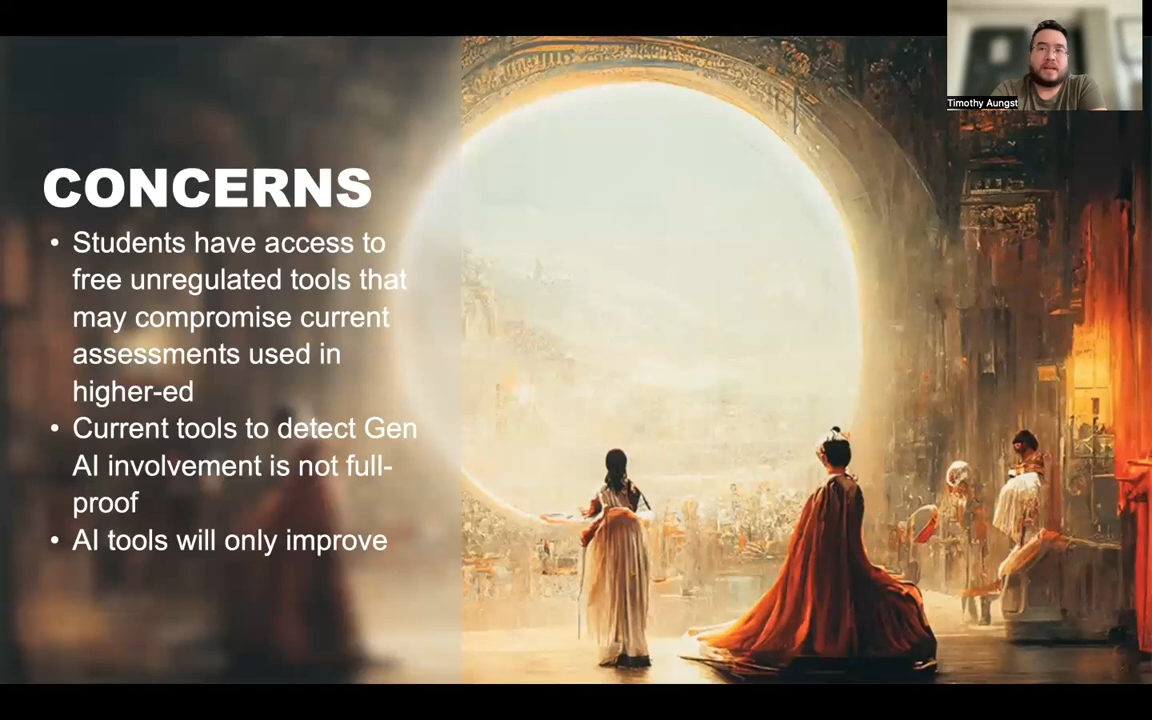 Timothy Aungst
CONCERNS
• Students have access to
free unregulated tools that
may compromise current
assessments used in
higher-ed
• Current tools to detect Gen
AI involvement is not full-
proof
• AI tools will only improve